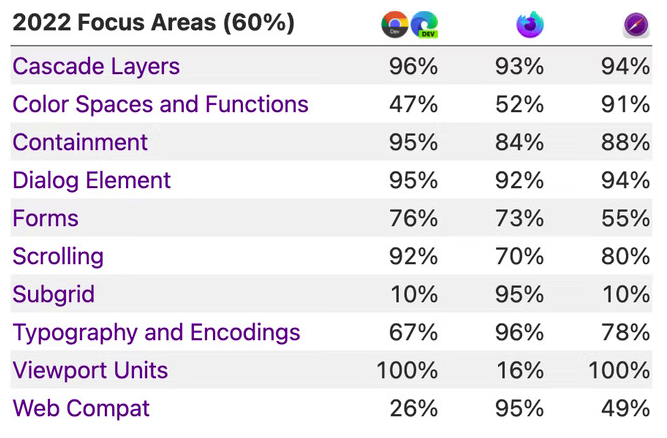 2022 Focus Areas (60%)
Dev DEV
Cascade Layers 96% 93% 94%
Color Spaces and Functions 47% 52% 91%
Containment 95% 84% 88%
Dialog Element 95% 92% 94%
Forms 76% 73% 55%
Scrolling 92% 70% 80%
Subgrid 10% 95% 10%
Typography and Encodings 67% 96% 78%
Viewport Units 100% 16% 100%
Web Compat 26% 95% 49%